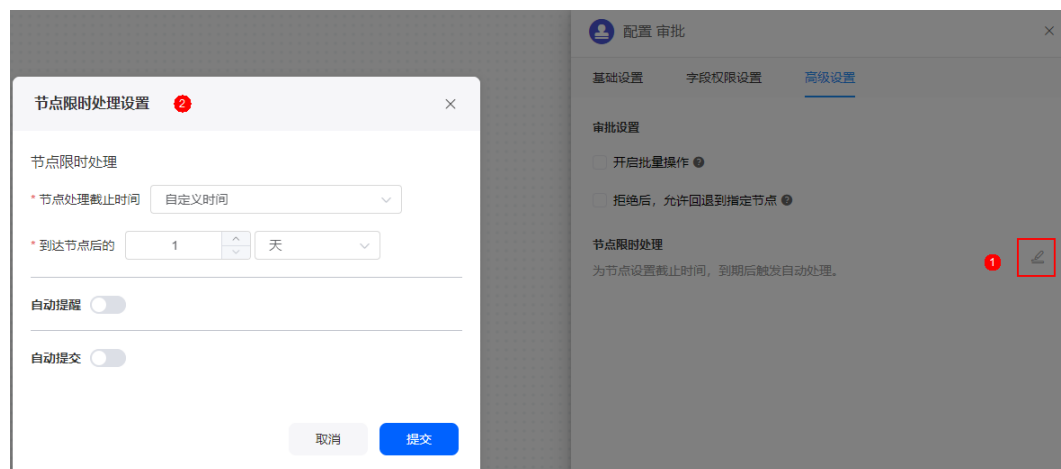 配置 审批
基础设置 字段权限设置 高级设置
审批设置
开启批量操作
拒绝后，允许回退到指定节点
节点限时处理
为节点设置截止时间，到期后触发自动处理。
1
节点限时处理设置 2
节点限时处理
* 节点处理截止时间 自定义时间
* 到达节点后的 1 天
自动提醒
自动提交
取消 提交